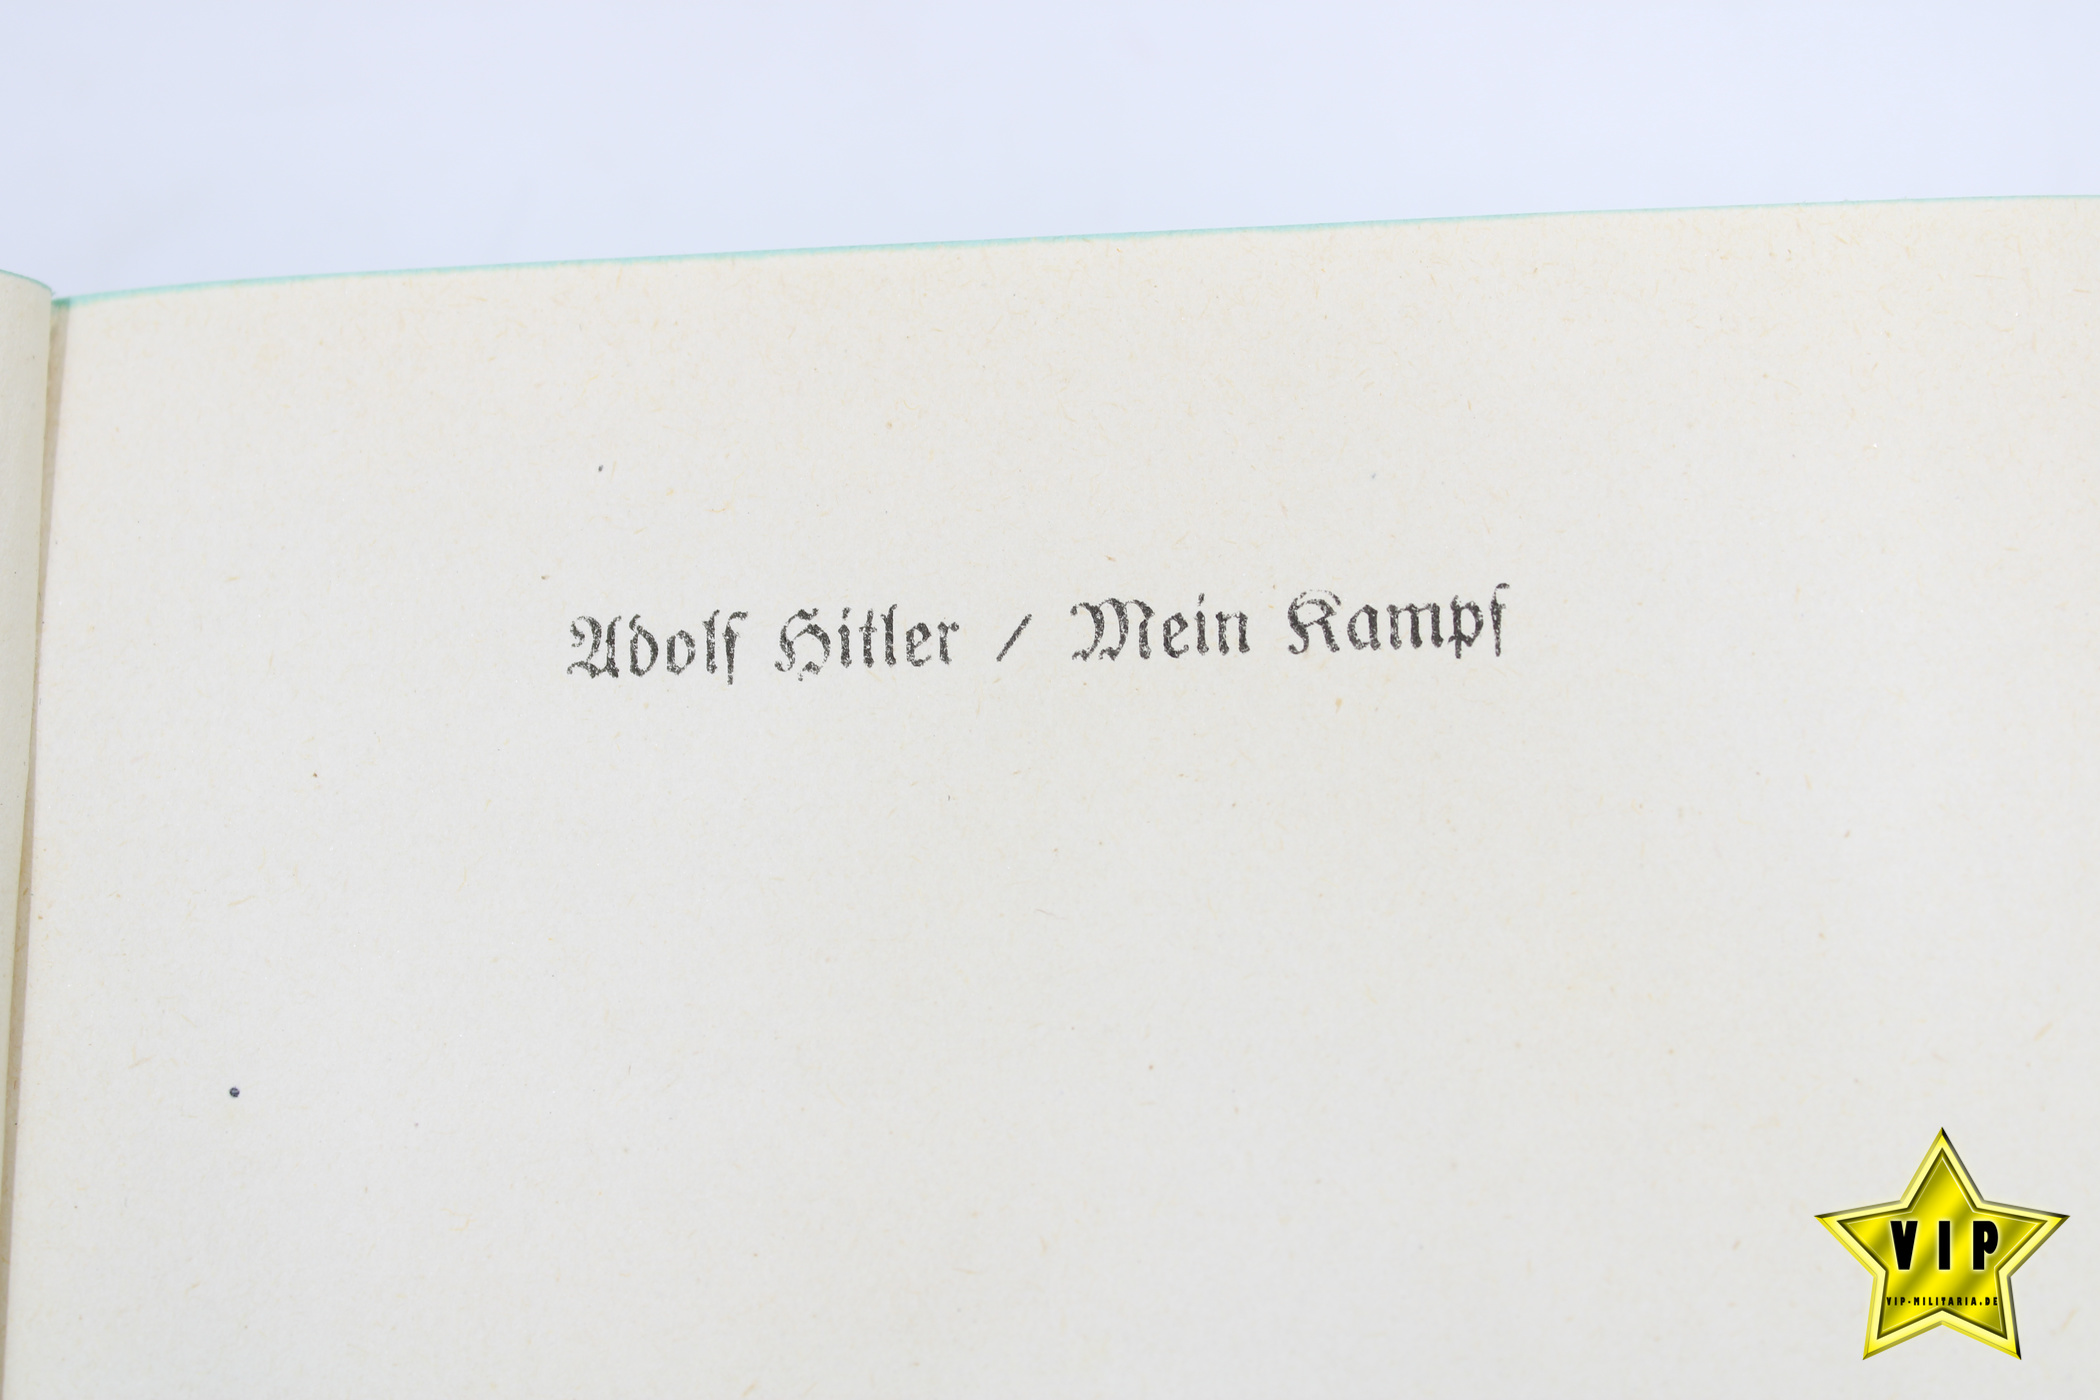 Adolf Hitler / Mein Kampf
VIP
VIP-MILITARIA.DE